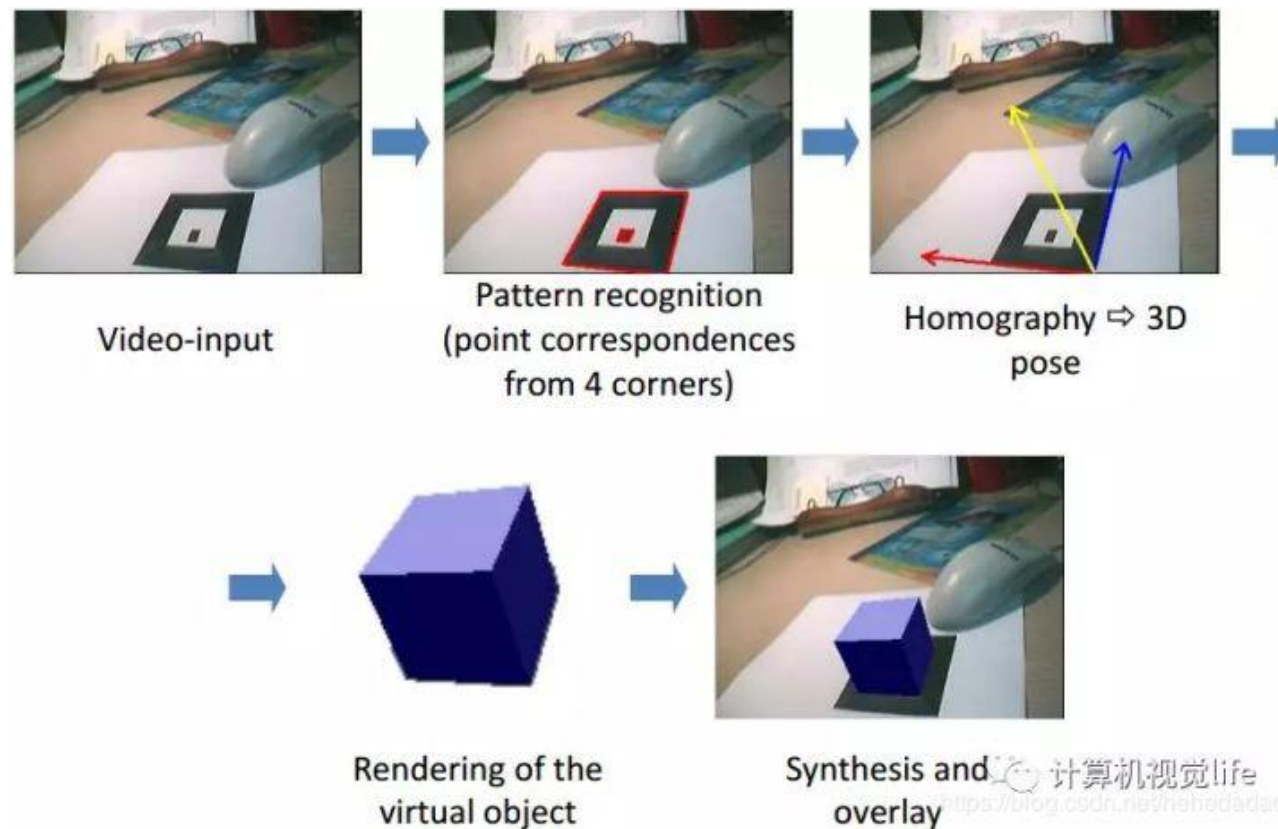 Video-input
Pattern recognition
(point correspondences
from 4 corners)
Homography ⇨ 3D
pose
Rendering of the
virtual object
Synthesis and
overlay
计算机视觉life